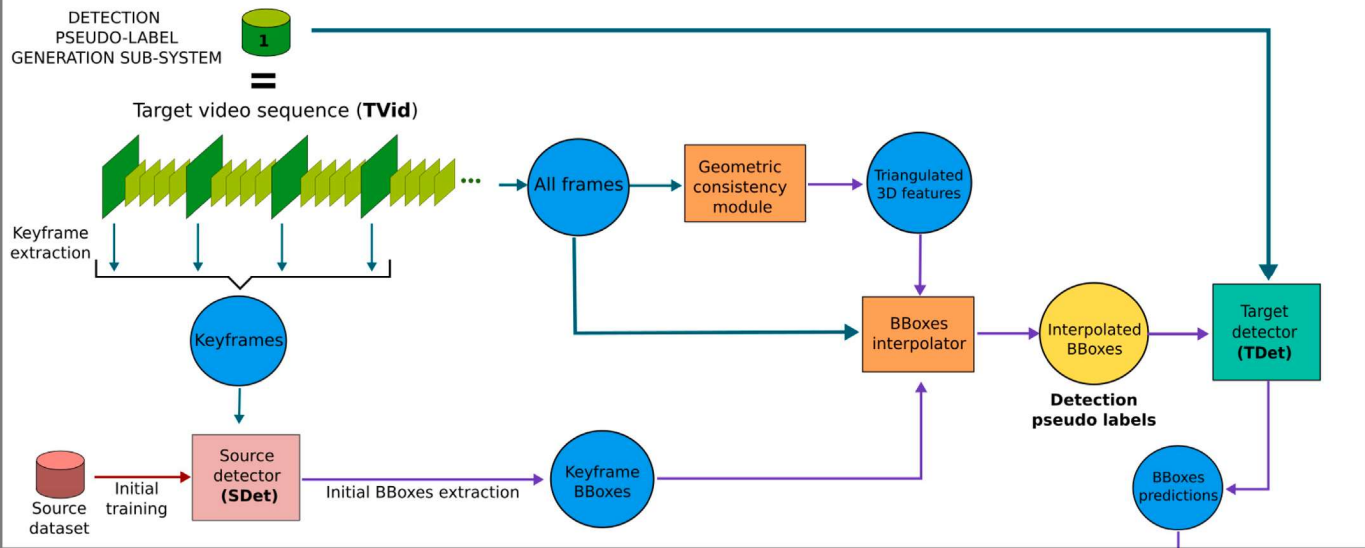 DETECTION
PSEUDO-LABEL
GENERATION SUB-SYSTEM
1
=
Target video sequence (TVid)
...
Keyframe
extraction
All frames
Geometric
consistency
module
Triangulated
3D features
Keyframes
BBoxes
interpolator
Interpolated
BBoxes
Detection
pseudo labels
Target
detector
(TDet)
Source
dataset
Initial
training
Source
detector
(SDet)
Initial BBoxes extraction
Keyframe
BBoxes
BBoxes
predictions